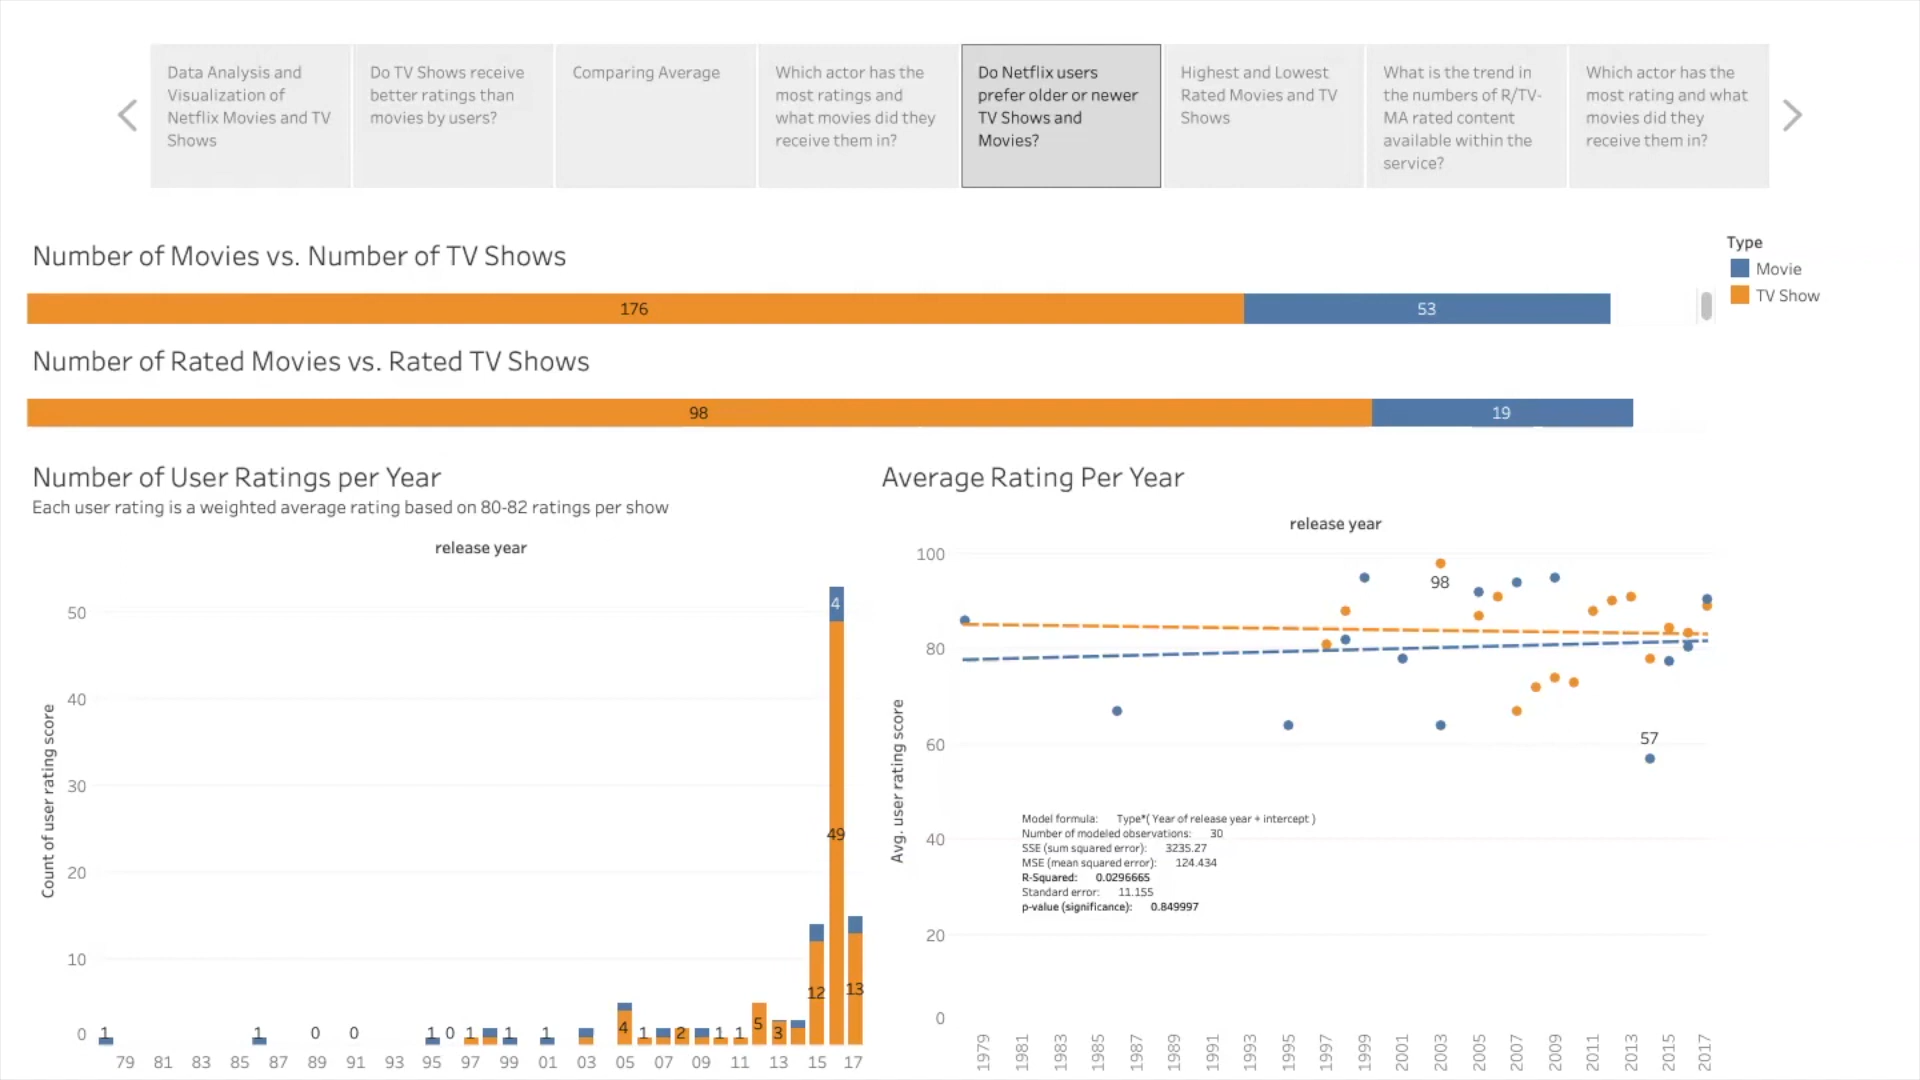 Data Analysis and
Visualization of
Netflix Movies and TV
Shows
Do TV Shows receive
better ratings than
movies by users?
Comparing Average
Which actor has the
most ratings and
what movies did they
receive them in?
Do Netflix users
prefer older or newer
TV Shows and
Movies?
Highest and Lowest
Rated Movies and TV
Shows
What is the trend in
the numbers of R/TV-
MA rated content
available within the
service?
Which actor has the
most rating and what
movies did they
receive them in?
Number of Movies vs. Number of TV Shows
176 53
Type
Movie
TV Show
Number of Rated Movies vs. Rated TV Shows
98 19
Number of User Ratings per Year
Each user rating is a weighted average rating based on 80-82 ratings per show
release year
Count of user rating score
50
40
30
20
10
0
4
49
12 13
1 1 0 0 1 0 1 1 1 4 1 2 1 1 5 3
79 81 83 85 87 89 91 93 95 97 99 01 03 05 07 09 11 13 15 17
Average Rating Per Year
release year
Avg. user rating score
100
80
60
40
20
0
98
57
Model formula: Type*( Year of release year + intercept )
Number of modeled observations: 30
SSE (sum squared error): 3235.27
MSE (mean squared error): 124.434
R-Squared: 0.0296665
Standard error: 11.155
p-value (significance): 0.849997
1979 1981 1983 1985 1987 1989 1991 1993 1995 1997 1999 2001 2003 2005 2007 2009 2011 2013 2015 2017